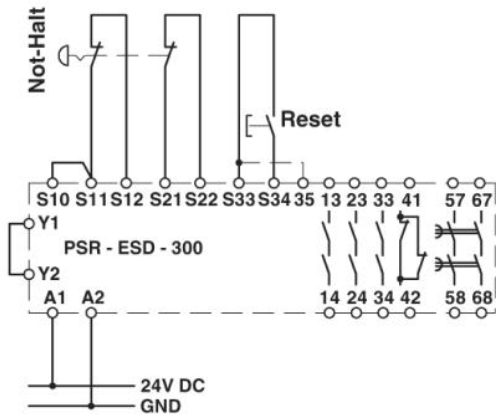 Not-Halt
Reset
S10 S11 S12 S21 S22 S33 S34 35 13 23 33 41 57 67
Y1
PSR - ESD - 300
Y2
A1 A2 14 24 34 42 58 68
24V DC
GND